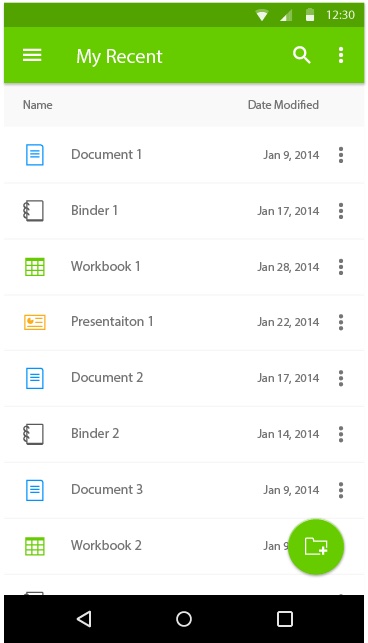 12:30
My Recent
Name Date Modified
Document 1 Jan 9, 2014
Binder 1 Jan 17, 2014
Workbook 1 Jan 28, 2014
Presentaiton 1 Jan 22, 2014
Document 2 Jan 17, 2014
Binder 2 Jan 14, 2014
Document 3 Jan 9, 2014
Workbook 2 Jan 9